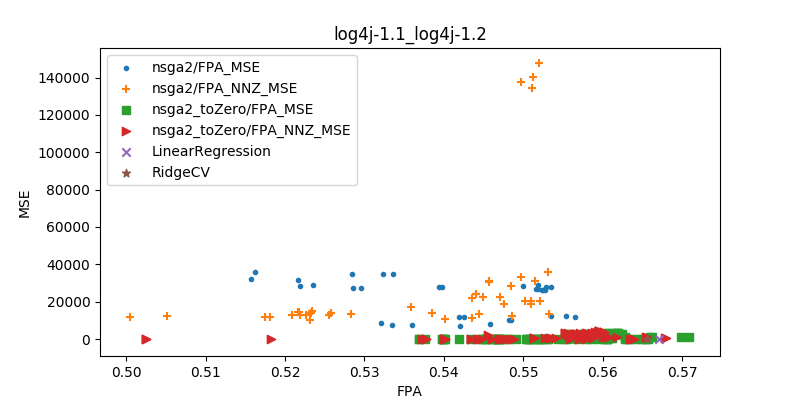 log4j-1.1_log4j-1.2
nsga2/FPA_MSE
nsga2/FPA_NNZ_MSE
nsga2_toZero/FPA_MSE
nsga2_toZero/FPA_NNZ_MSE
LinearRegression
RidgeCV
MSE
140000
120000
100000
80000
60000
40000
20000
0
0.50 0.51 0.52 0.53 0.54 0.55 0.56 0.57
FPA